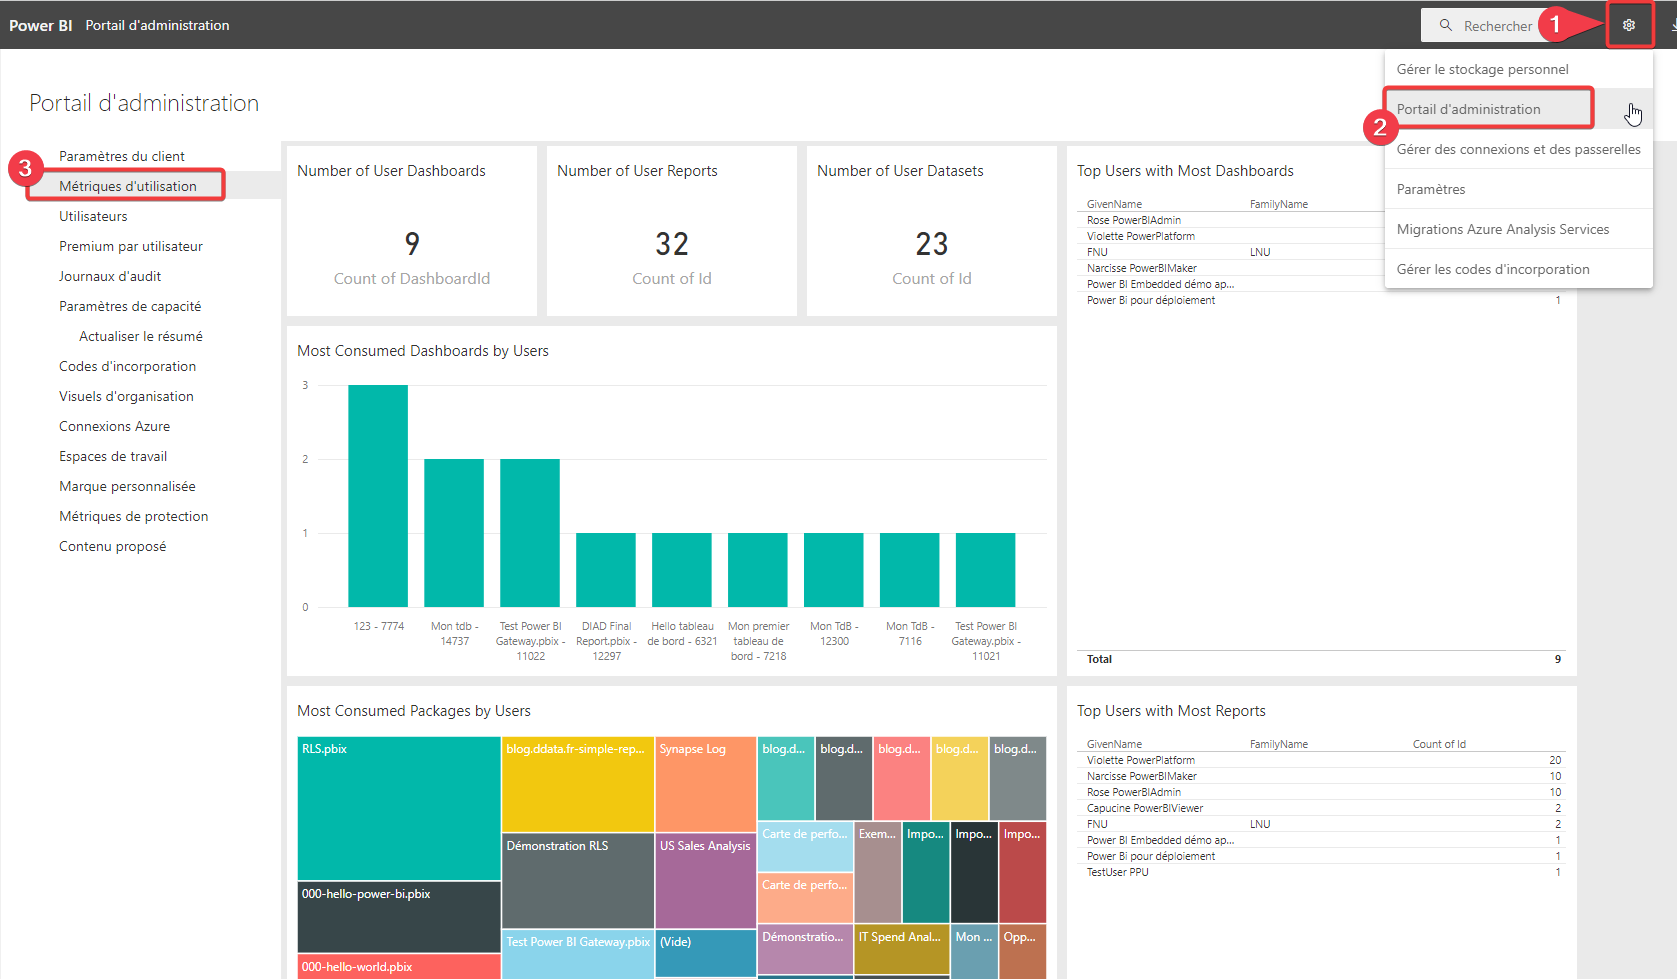 Power BI Portail d'administration
Rechercher
1
Gérer le stockage personnel
Portail d'administration
2
Gérer des connexions et des passerelles
Paramètres
Migrations Azure Analysis Services
Gérer les codes d'incorporation
Portail d'administration
Paramètres du client
3
Métriques d'utilisation
Utilisateurs
Premium par utilisateur
Journaux d'audit
Paramètres de capacité
Actualiser le résumé
Codes d'incorporation
Visuels d'organisation
Connexions Azure
Espaces de travail
Marque personnalisée
Métriques de protection
Contenu proposé
Number of User Dashboards
9
Count of DashboardId
Number of User Reports
32
Count of Id
Number of User Datasets
23
Count of Id
Top Users with Most Dashboards
GivenName FamilyName
Rose PowerBIAdmin
Violette PowerPlatform
FNU LNU
Narcisse PowerBIMaker
Power BI Embedded démo ap...
Power Bi pour déploiement 1
Total 9
Most Consumed Dashboards by Users
3
2
1
0
123 - 7774
Mon tdb -
14737
Test Power BI
Gateway.pbix -
11022
DIAD Final
Report.pbix -
12297
Hello tableau
de bord - 6321
Mon premier
tableau de
bord - 7218
Mon TdB -
12300
Mon TdB -
7116
Test Power BI
Gateway.pbix -
11021
Most Consumed Packages by Users
RLS.pbix
000-hello-power-bi.pbix
000-hello-world.pbix
blog.ddata.fr-simple-rep...
Démonstration RLS
Test Power BI Gateway.pbix
Synapse Log
US Sales Analysis
(Vide)
blog.d...
blog.d...
blog.d...
blog.d...
blog.d...
Carte de perfo...
Carte de perfo...
Exem...
Impo...
Impo...
Impo...
Démonstratio...
IT Spend Anal...
Mon ...
Opp...
Top Users with Most Reports
GivenName FamilyName Count of Id
Violette PowerPlatform 20
Narcisse PowerBIMaker 10
Rose PowerBIAdmin 10
Capucine PowerBIViewer 2
FNU LNU 2
Power BI Embedded démo ap... 1
Power Bi pour déploiement 1
TestUser PPU 1